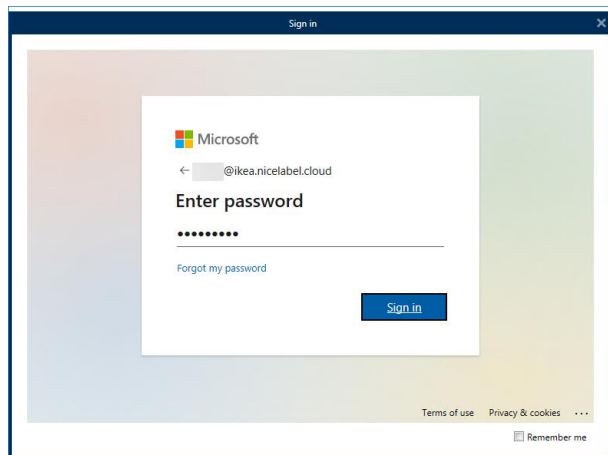 Sign in
Microsoft
@ikea.nicelabel.cloud
Enter password
Forgot my password
Sign in
Terms of use Privacy & cookies ...
Remember me